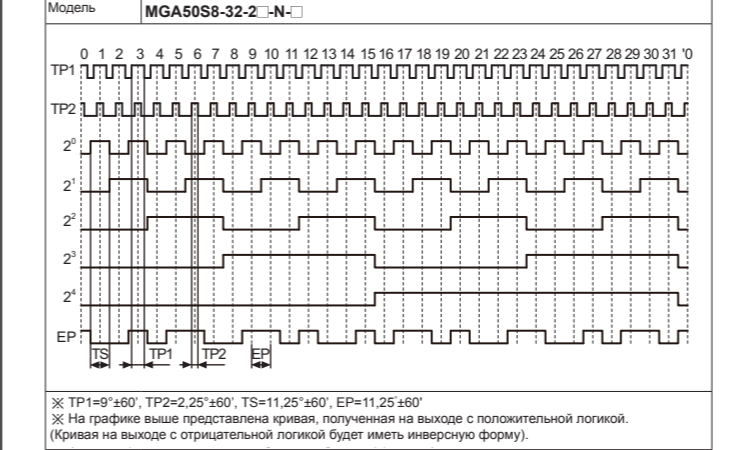 Модель
MGA50S8-32-2□-N-□
0 1 2 3 4 5 6 7 8 9 10 11 12 13 14 15 16 17 18 19 20 21 22 23 24 25 26 27 28 29 30 31 '0
TP1
TP2
2⁰
2¹
2²
2³
2⁴
EP
TS TP1 TP2 EP
※ TP1=9°±60', TP2=2,25°±60', TS=11,25°±60', EP=11,25°±60'
※ На графике выше представлена кривая, полученная на выходе с положительной логикой.
(Кривая на выходе с отрицательной логикой будет иметь инверсную форму).